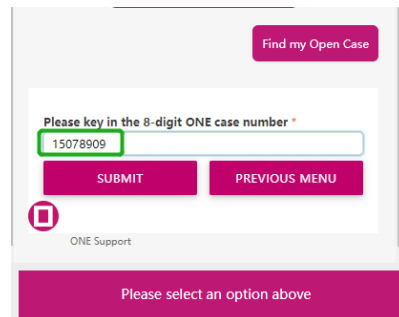 Find my Open Case
Please key in the 8-digit ONE case number *
15078909
SUBMIT
PREVIOUS MENU
ONE Support
Please select an option above